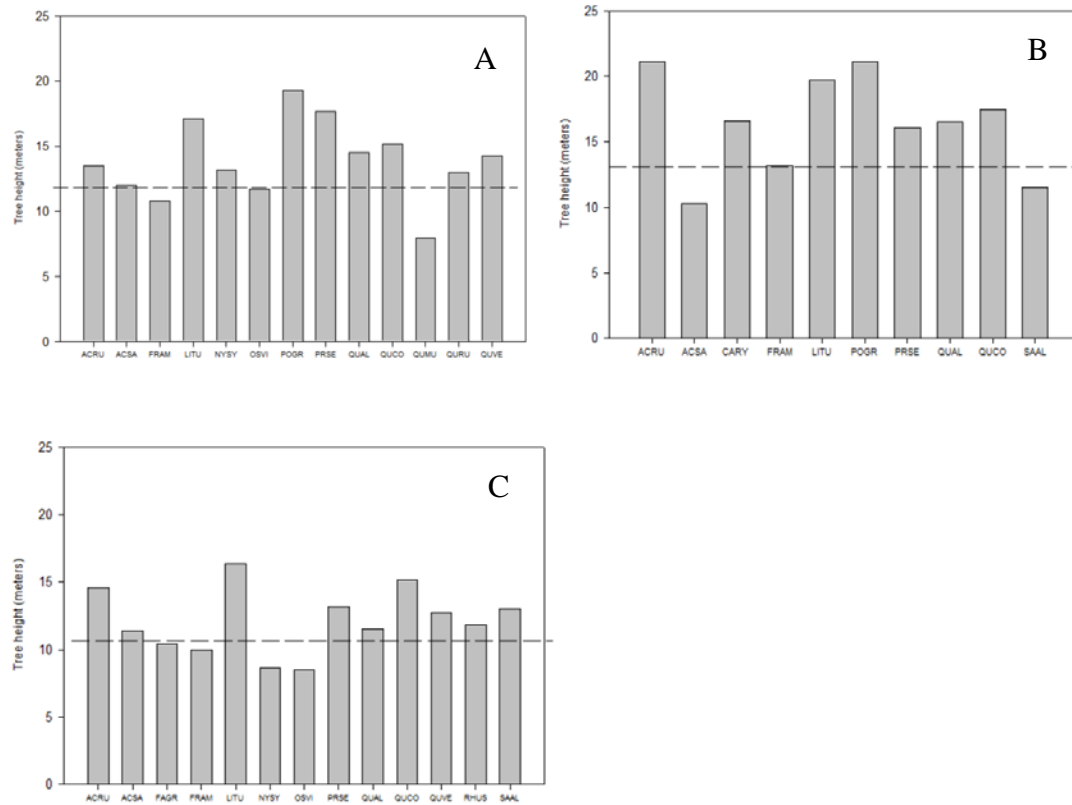 A
25
20
15
10
5
0
Tree height (meters)
ACRU ACSA FRAM LITU NYSY OSVI POGR PRSE QUAL QUCO QUMU QURU QUVE
B
25
20
15
10
5
0
Tree height (meters)
ACRU ACSA CARY FRAM LITU POGR PRSE QUAL QUCO SAAL
C
25
20
15
10
5
0
Tree height (meters)
ACRU ACSA FAGR FRAM LITU NYSY OSVI PRSE QUAL QUCO QUVE RHUS SAAL